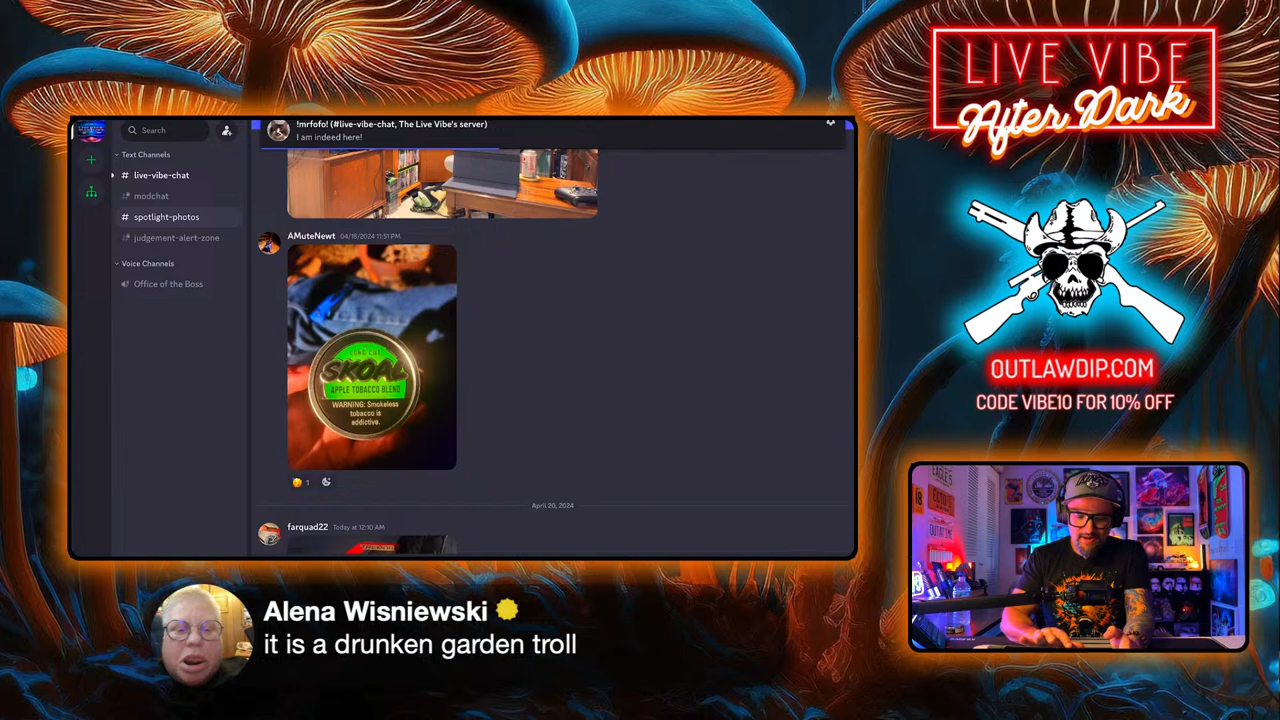 LIVE VIBE
After Dark
!mrfofo! (#live-vibe-chat, The Live Vibe's server)
I am indeed here!
Search
Text Channels
live-vibe-chat
modchat
spotlight-photos
judgement-alert-zone
Voice Channels
Office of the Boss
AMuteNewt 04/16/2024 11:51 PM
LONG CUT
SKOAL
APPLE TOBACCO BLEND
WARNING: Smokeless
tobacco is
addictive.
1
April 20, 2024
farquad22 Today at 12:10 AM
OUTLAWDIP.COM
CODE VIBE10 FOR 10% OFF
Alena Wisniewski
it is a drunken garden troll